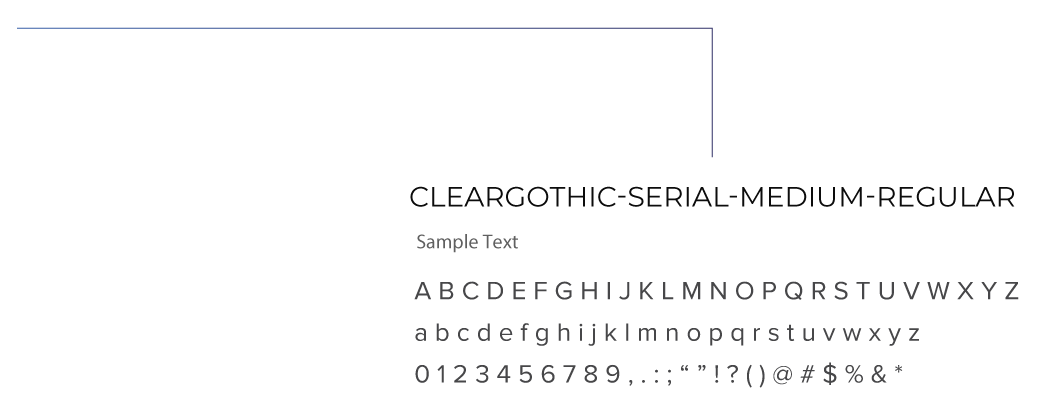 CLEARGOTHIC-SERIAL-MEDIUM-REGULAR
Sample Text
A B C D E F G H I J K L M N O P Q R S T U V W X Y Z
a b c d e f g h i j k l m n o p q r s t u v w x y z
0 1 2 3 4 5 6 7 8 9 , . : ; “ ” ! ? ( ) @ # $ % & *